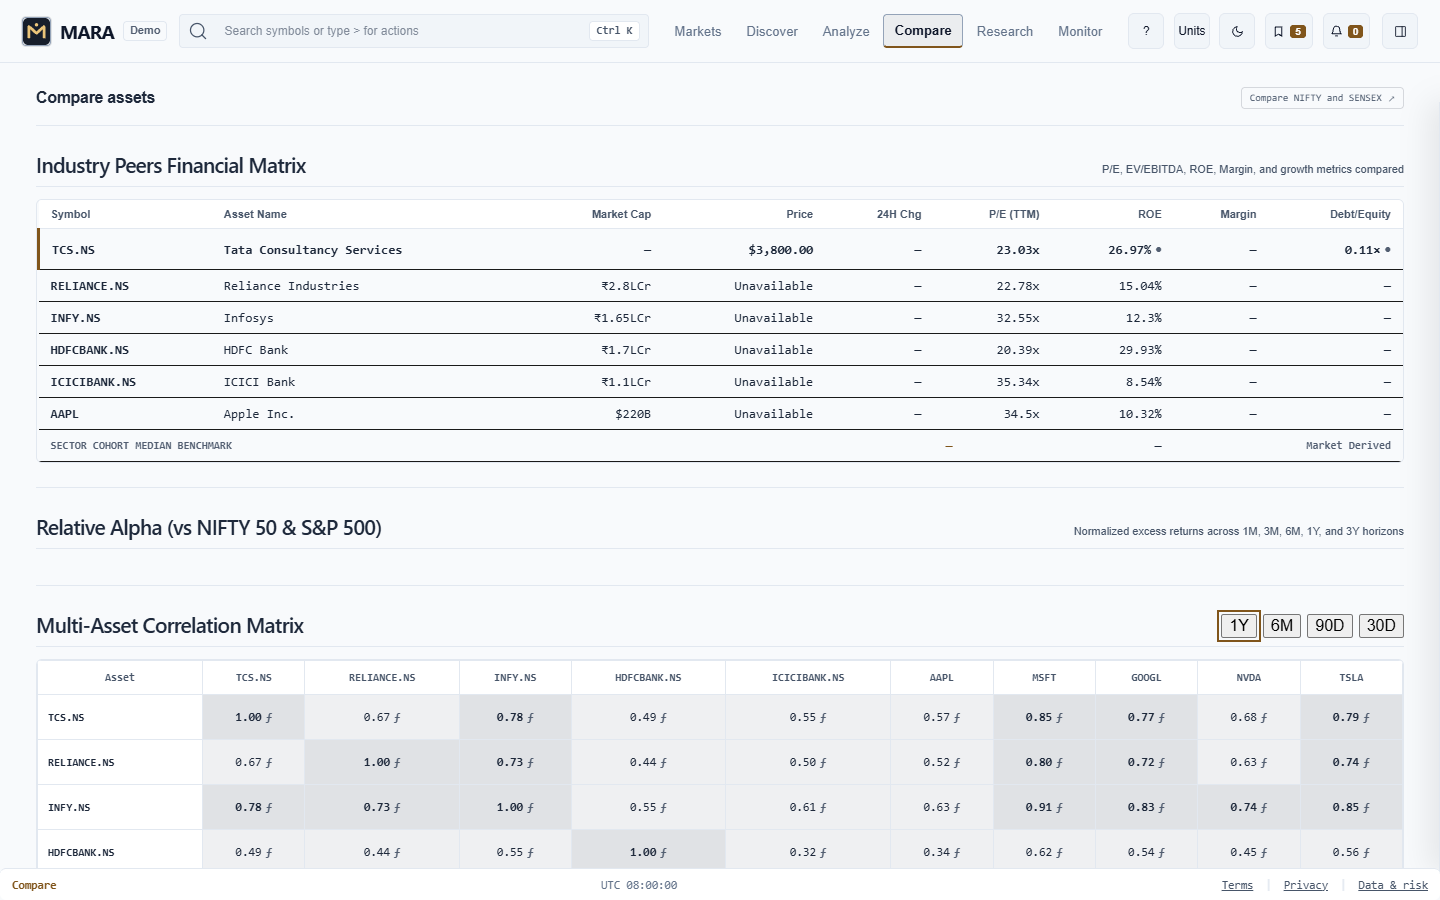 MARA Demo Search symbols or type > for actions Ctrl K Markets Discover Analyze Compare Research Monitor ? Units 5 0
Compare assets Compare NIFTY and SENSEX ↗
Industry Peers Financial Matrix P/E, EV/EBITDA, ROE, Margin, and growth metrics compared
Symbol Asset Name Market Cap Price 24H Chg P/E (TTM) ROE Margin Debt/Equity
TCS.NS Tata Consultancy Services — $3,800.00 — 23.03x 26.97% — 0.11×
RELIANCE.NS Reliance Industries ₹2.8LCr Unavailable — 22.78x 15.04% — —
INFY.NS Infosys ₹1.65LCr Unavailable — 32.55x 12.3% — —
HDFCBANK.NS HDFC Bank ₹1.7LCr Unavailable — 20.39x 29.93% — —
ICICIBANK.NS ICICI Bank ₹1.1LCr Unavailable — 35.34x 8.54% — —
AAPL Apple Inc. $220B Unavailable — 34.5x 10.32% — —
SECTOR COHORT MEDIAN BENCHMARK — — Market Derived
Relative Alpha (vs NIFTY 50 & S&P 500) Normalized excess returns across 1M, 3M, 6M, 1Y, and 3Y horizons
Multi-Asset Correlation Matrix 1Y 6M 90D 30D
Asset TCS.NS RELIANCE.NS INFY.NS HDFCBANK.NS ICICIBANK.NS AAPL MSFT GOOGL NVDA TSLA
TCS.NS 1.00 ƒ 0.67 ƒ 0.78 ƒ 0.49 ƒ 0.55 ƒ 0.57 ƒ 0.85 ƒ 0.77 ƒ 0.68 ƒ 0.79 ƒ
RELIANCE.NS 0.67 ƒ 1.00 ƒ 0.73 ƒ 0.44 ƒ 0.50 ƒ 0.52 ƒ 0.80 ƒ 0.72 ƒ 0.63 ƒ 0.74 ƒ
INFY.NS 0.78 ƒ 0.73 ƒ 1.00 ƒ 0.55 ƒ 0.61 ƒ 0.63 ƒ 0.91 ƒ 0.83 ƒ 0.74 ƒ 0.85 ƒ
HDFCBANK.NS 0.49 ƒ 0.44 ƒ 0.55 ƒ 1.00 ƒ 0.32 ƒ 0.34 ƒ 0.62 ƒ 0.54 ƒ 0.45 ƒ 0.56 ƒ
Compare UTC 08:00:00 Terms Privacy Data & risk